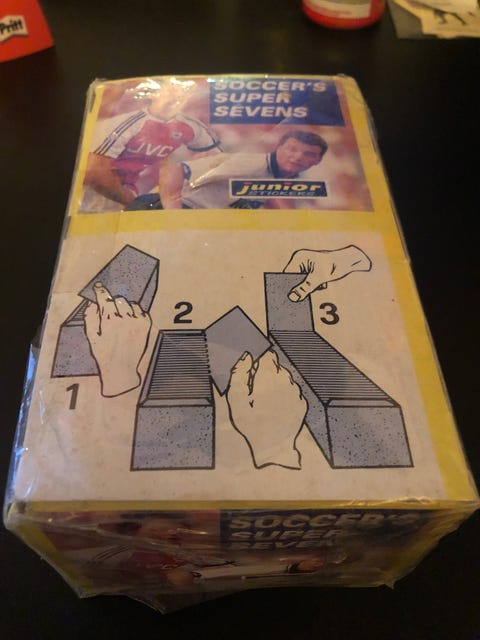 Pritt
SOCCER'S
SUPER
SEVENS
JVC
junior
STICKERS
1
2
3
SOCCER'S
SUPER
SEVENS